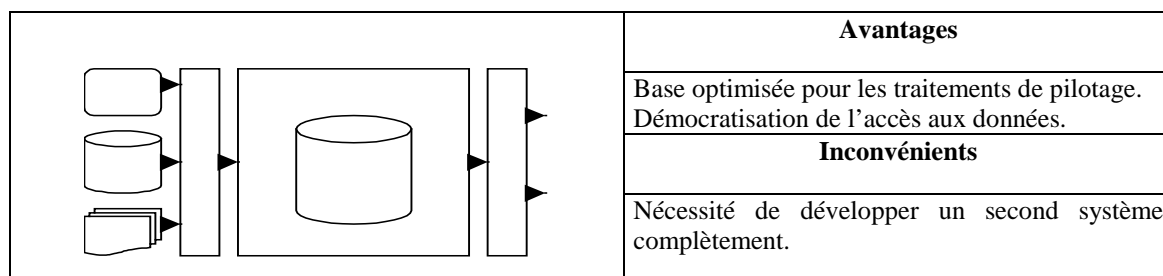 Avantages
Base optimisée pour les traitements de pilotage.
Démocratisation de l’accès aux données.
Inconvénients
Nécessité de développer un second système
complètement.